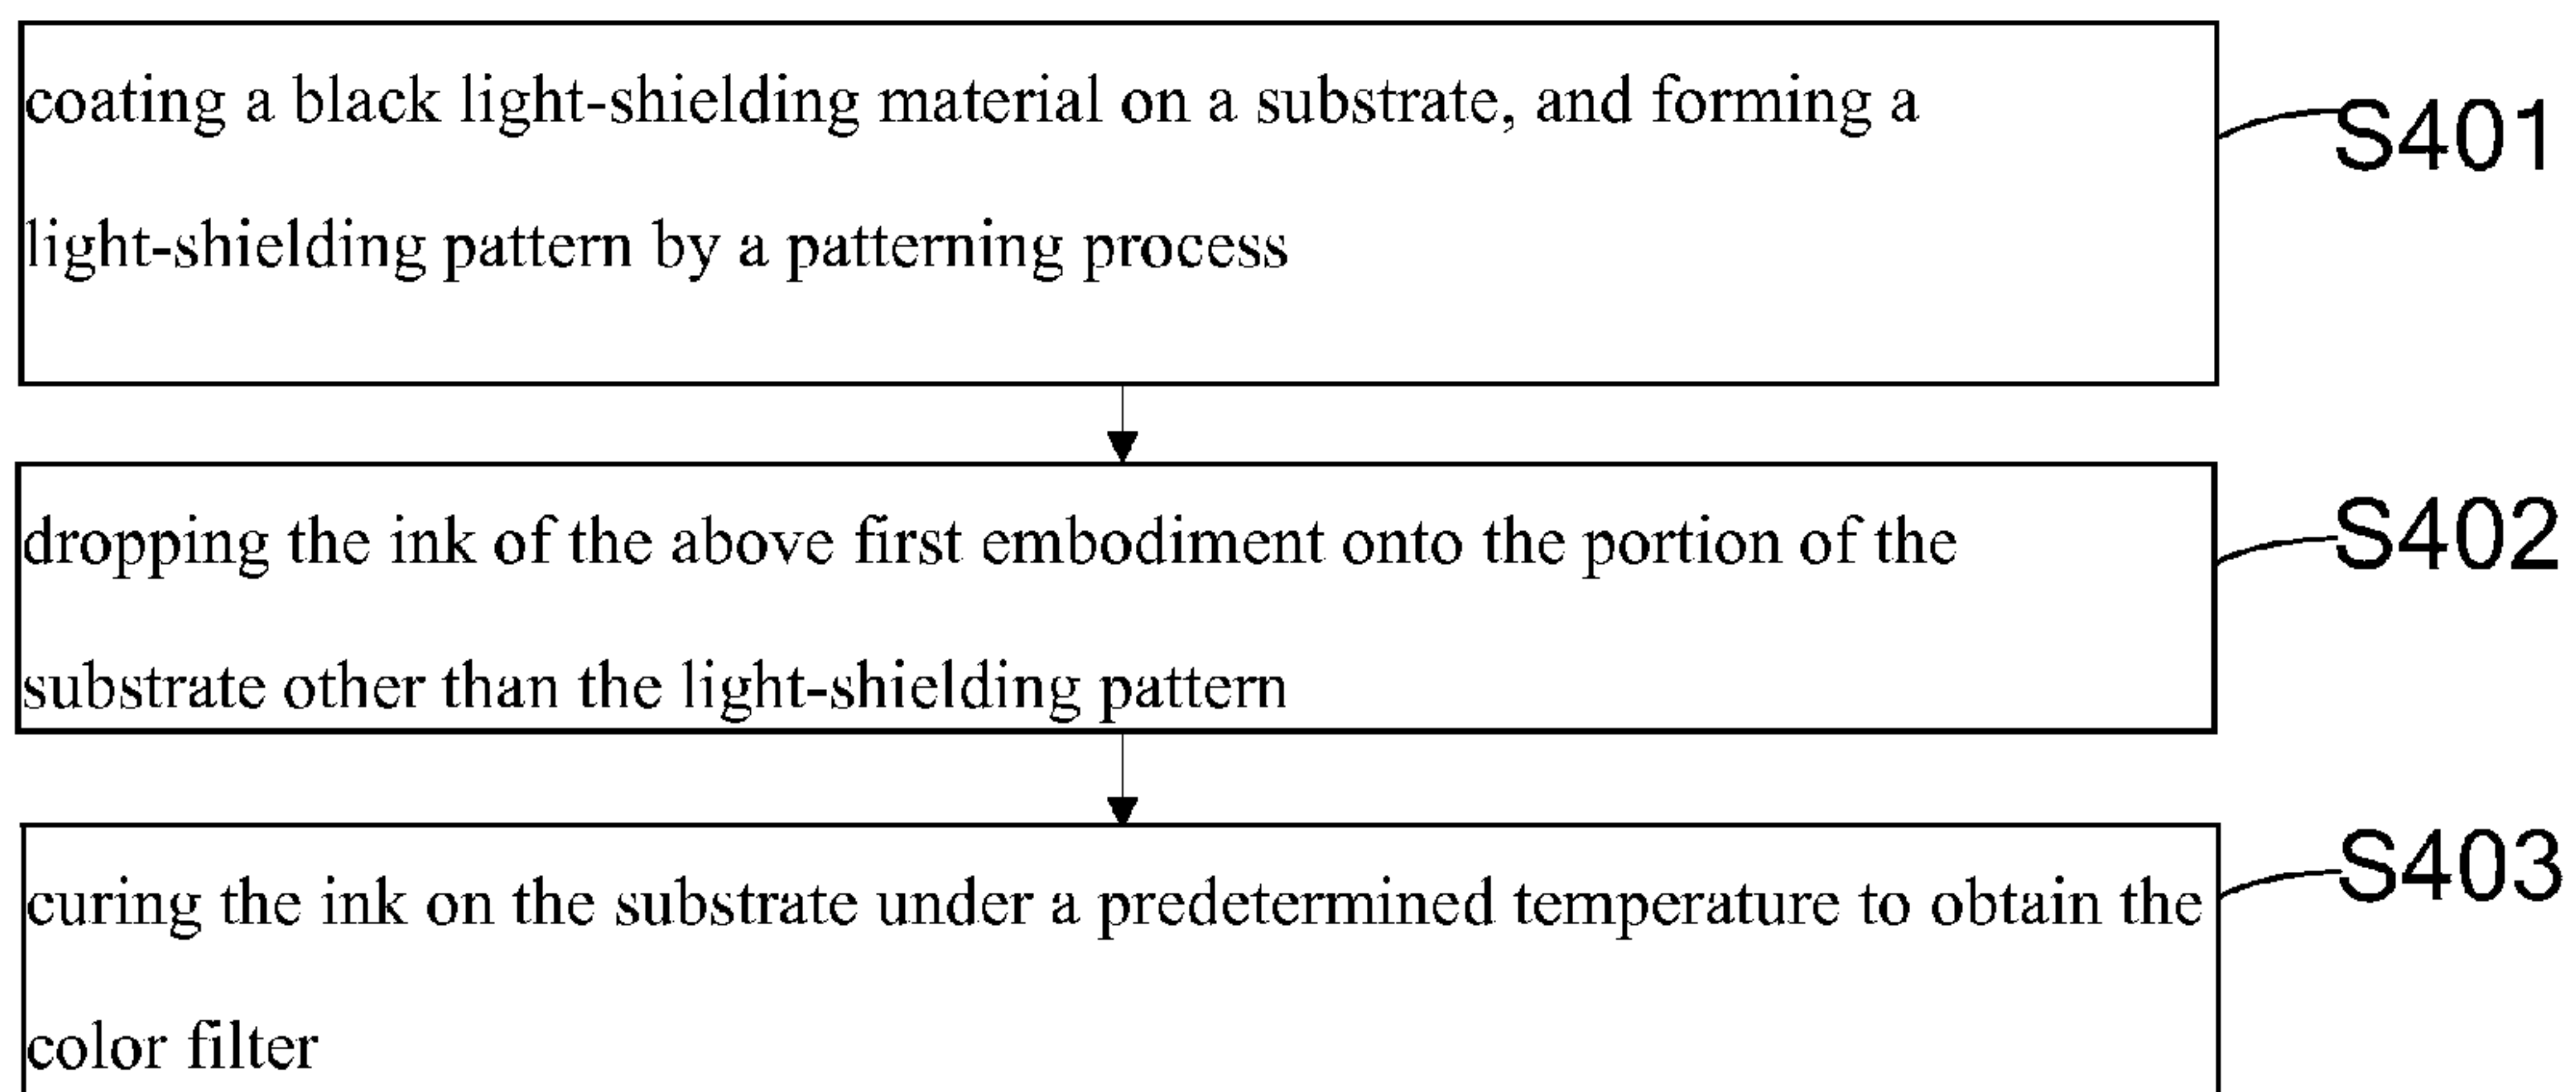 coating a black light-shielding material on a substrate, and forming a
S401
light-shielding pattern by a patterning process
dropping the ink of the above first embodiment onto the portion of the
S402
substrate other than the light-shielding pattern
curing the ink on the substrate under a predetermined temperature to obtain the
S403
color filter